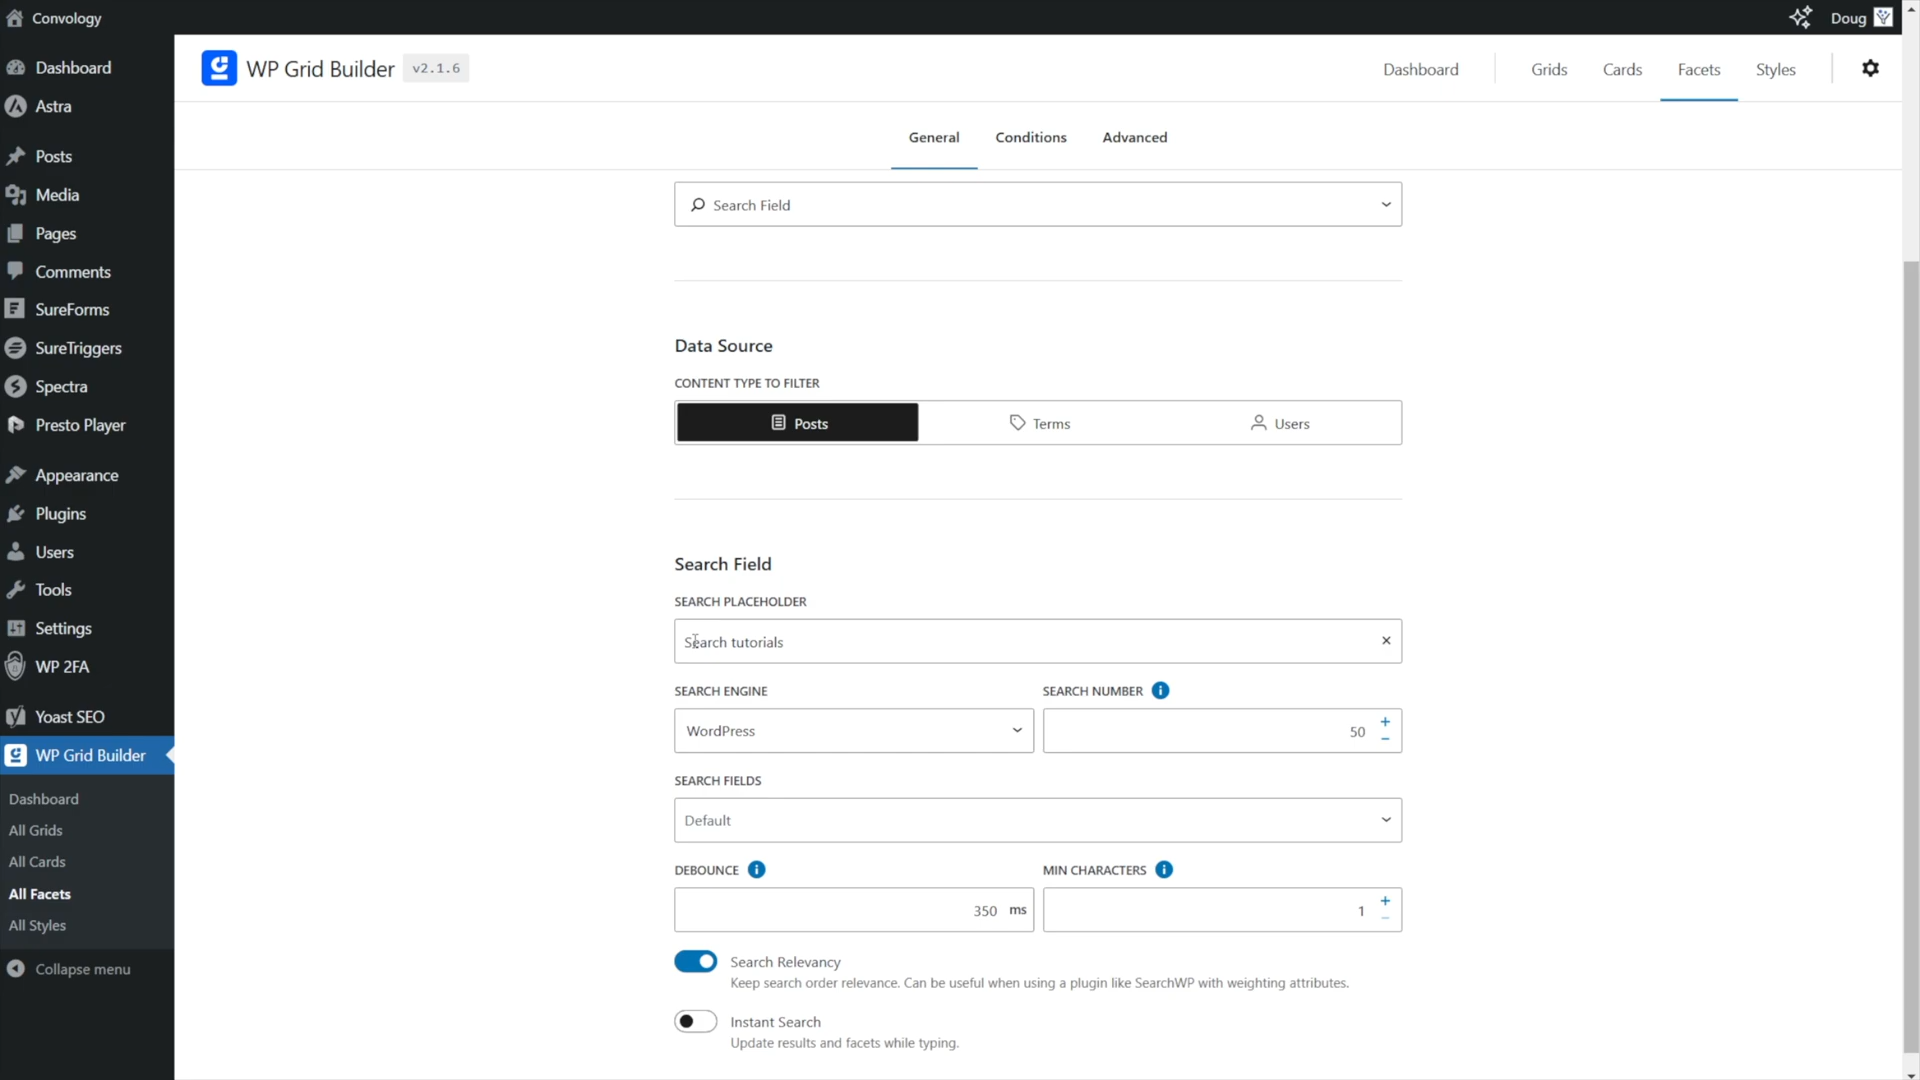 Convology
Doug
Dashboard
Astra
Posts
Media
Pages
Comments
SureForms
SureTriggers
Spectra
Presto Player
Appearance
Plugins
Users
Tools
Settings
WP 2FA
Yoast SEO
WP Grid Builder
Dashboard
All Grids
All Cards
All Facets
All Styles
Collapse menu
WP Grid Builder v2.1.6
Dashboard Grids Cards Facets Styles
General Conditions Advanced
Search Field
Data Source
CONTENT TYPE TO FILTER
Posts Terms Users
Search Field
SEARCH PLACEHOLDER
Search tutorials
SEARCH ENGINE SEARCH NUMBER
WordPress 50
SEARCH FIELDS
Default
DEBOUNCE MIN CHARACTERS
350 ms 1
Search Relevancy
Keep search order relevance. Can be useful when using a plugin like SearchWP with weighting attributes.
Instant Search
Update results and facets while typing.